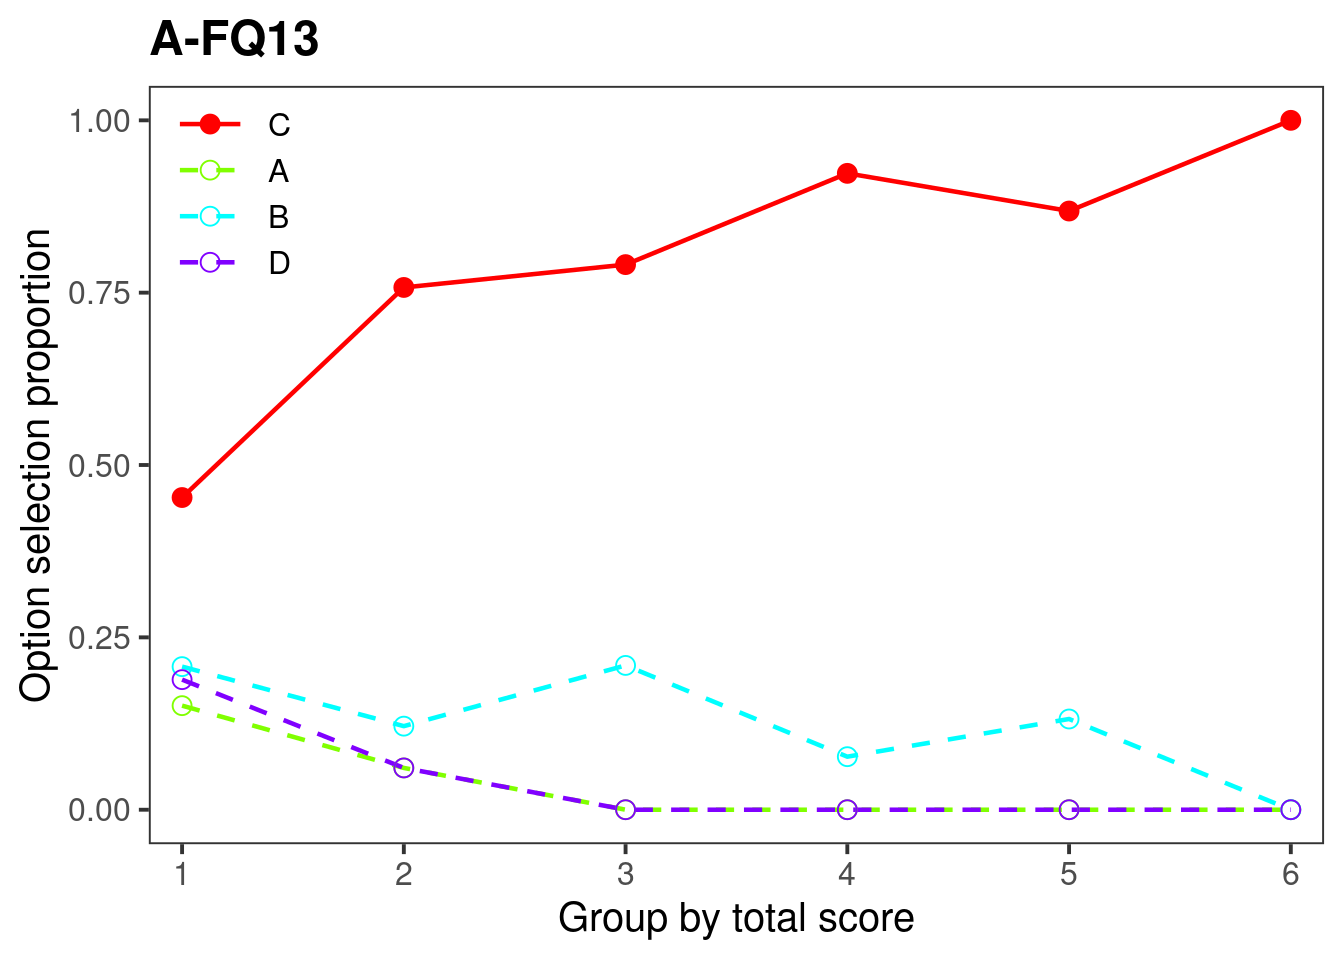 A-FQ13
C
A
B
D
1.00
0.75
0.50
0.25
0.00
Option selection proportion
1 2 3 4 5 6
Group by total score